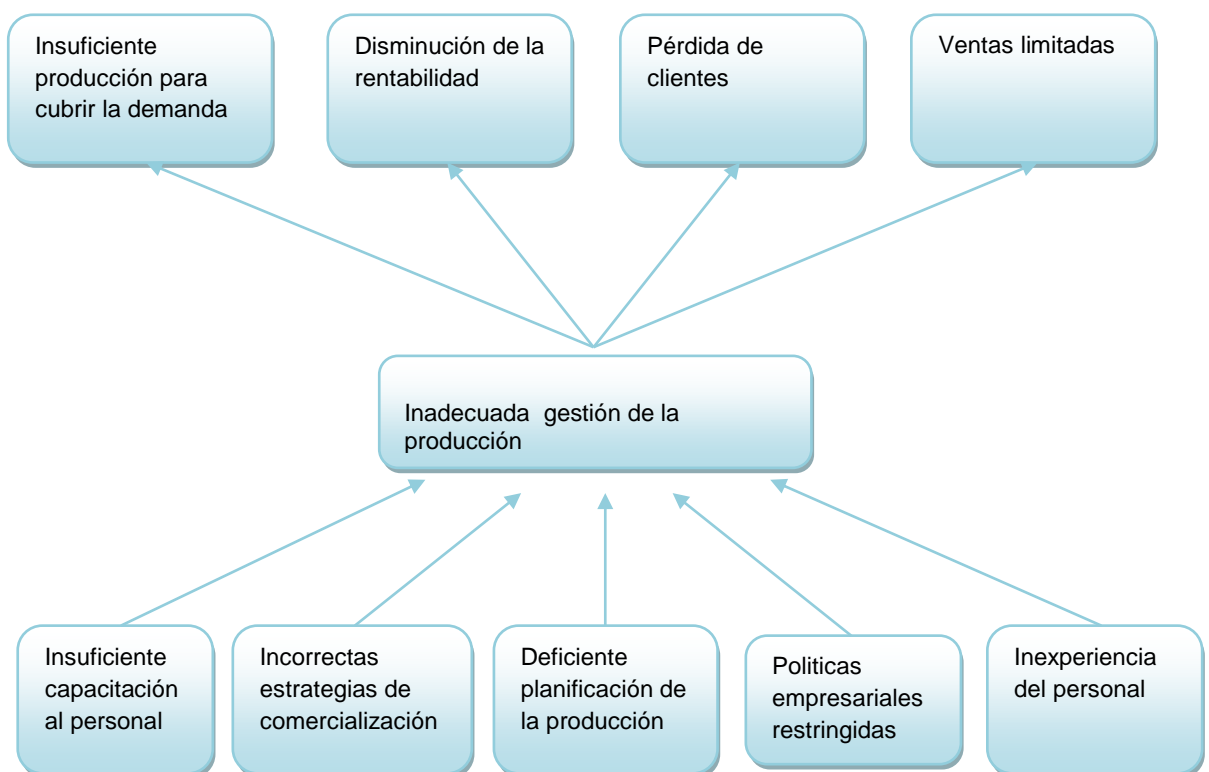 Insuficiente
producción para
cubrir la demanda
Disminución de la
rentabilidad
Pérdida de
clientes
Ventas limitadas
Inadecuada  gestión de la
producción
Insuficiente
capacitación
al personal
Incorrectas
estrategias de
comercialización
Deficiente
planificación de
la producción
Politicas
empresariales
restringidas
Inexperiencia
del personal